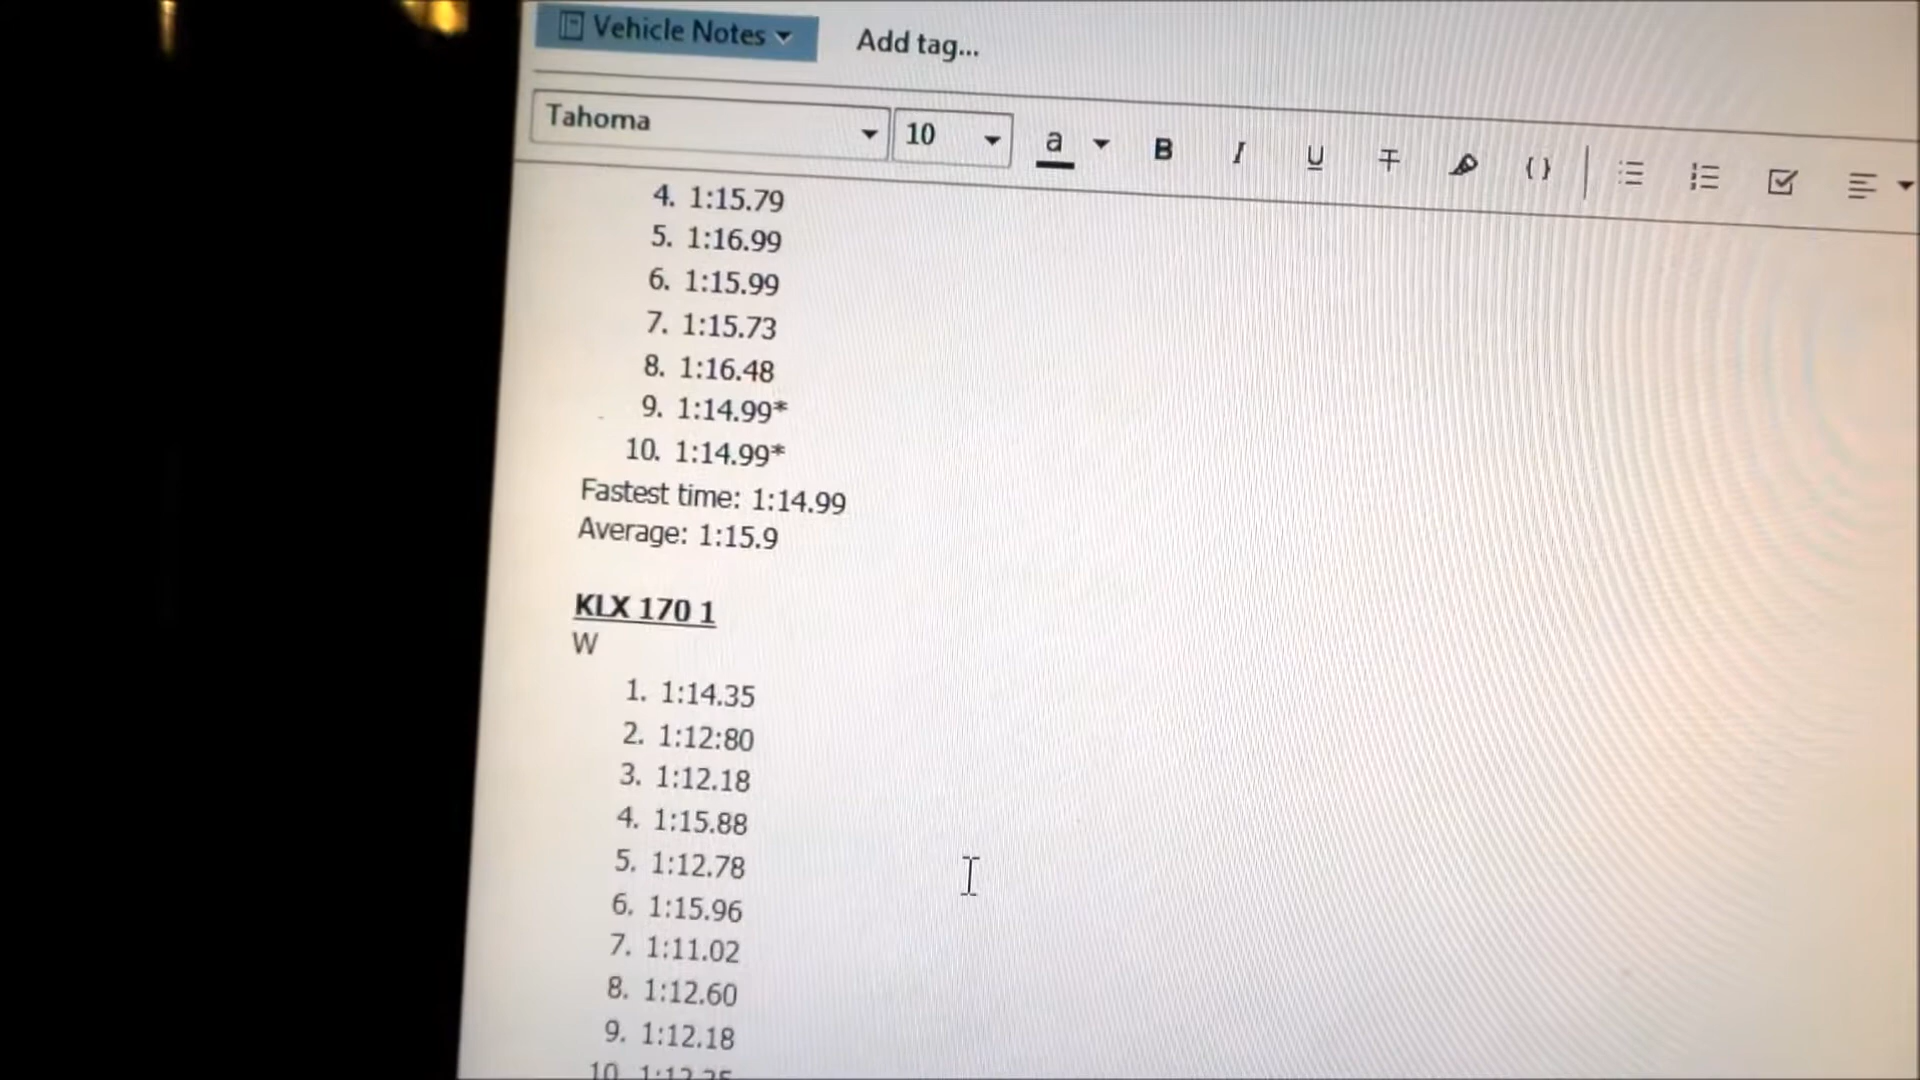 Vehicle Notes Add tag...
Tahoma 10 a B I U T {}
4. 1:15.79
5. 1:16.99
6. 1:15.99
7. 1:15.73
8. 1:16.48
9. 1:14.99*
10. 1:14.99*
Fastest time: 1:14.99
Average: 1:15.9
KLX 170 1
W
1. 1:14.35
2. 1:12:80
3. 1:12.18
4. 1:15.88
5. 1:12.78
6. 1:15.96
7. 1:11.02
8. 1:12.60
9. 1:12.18
10